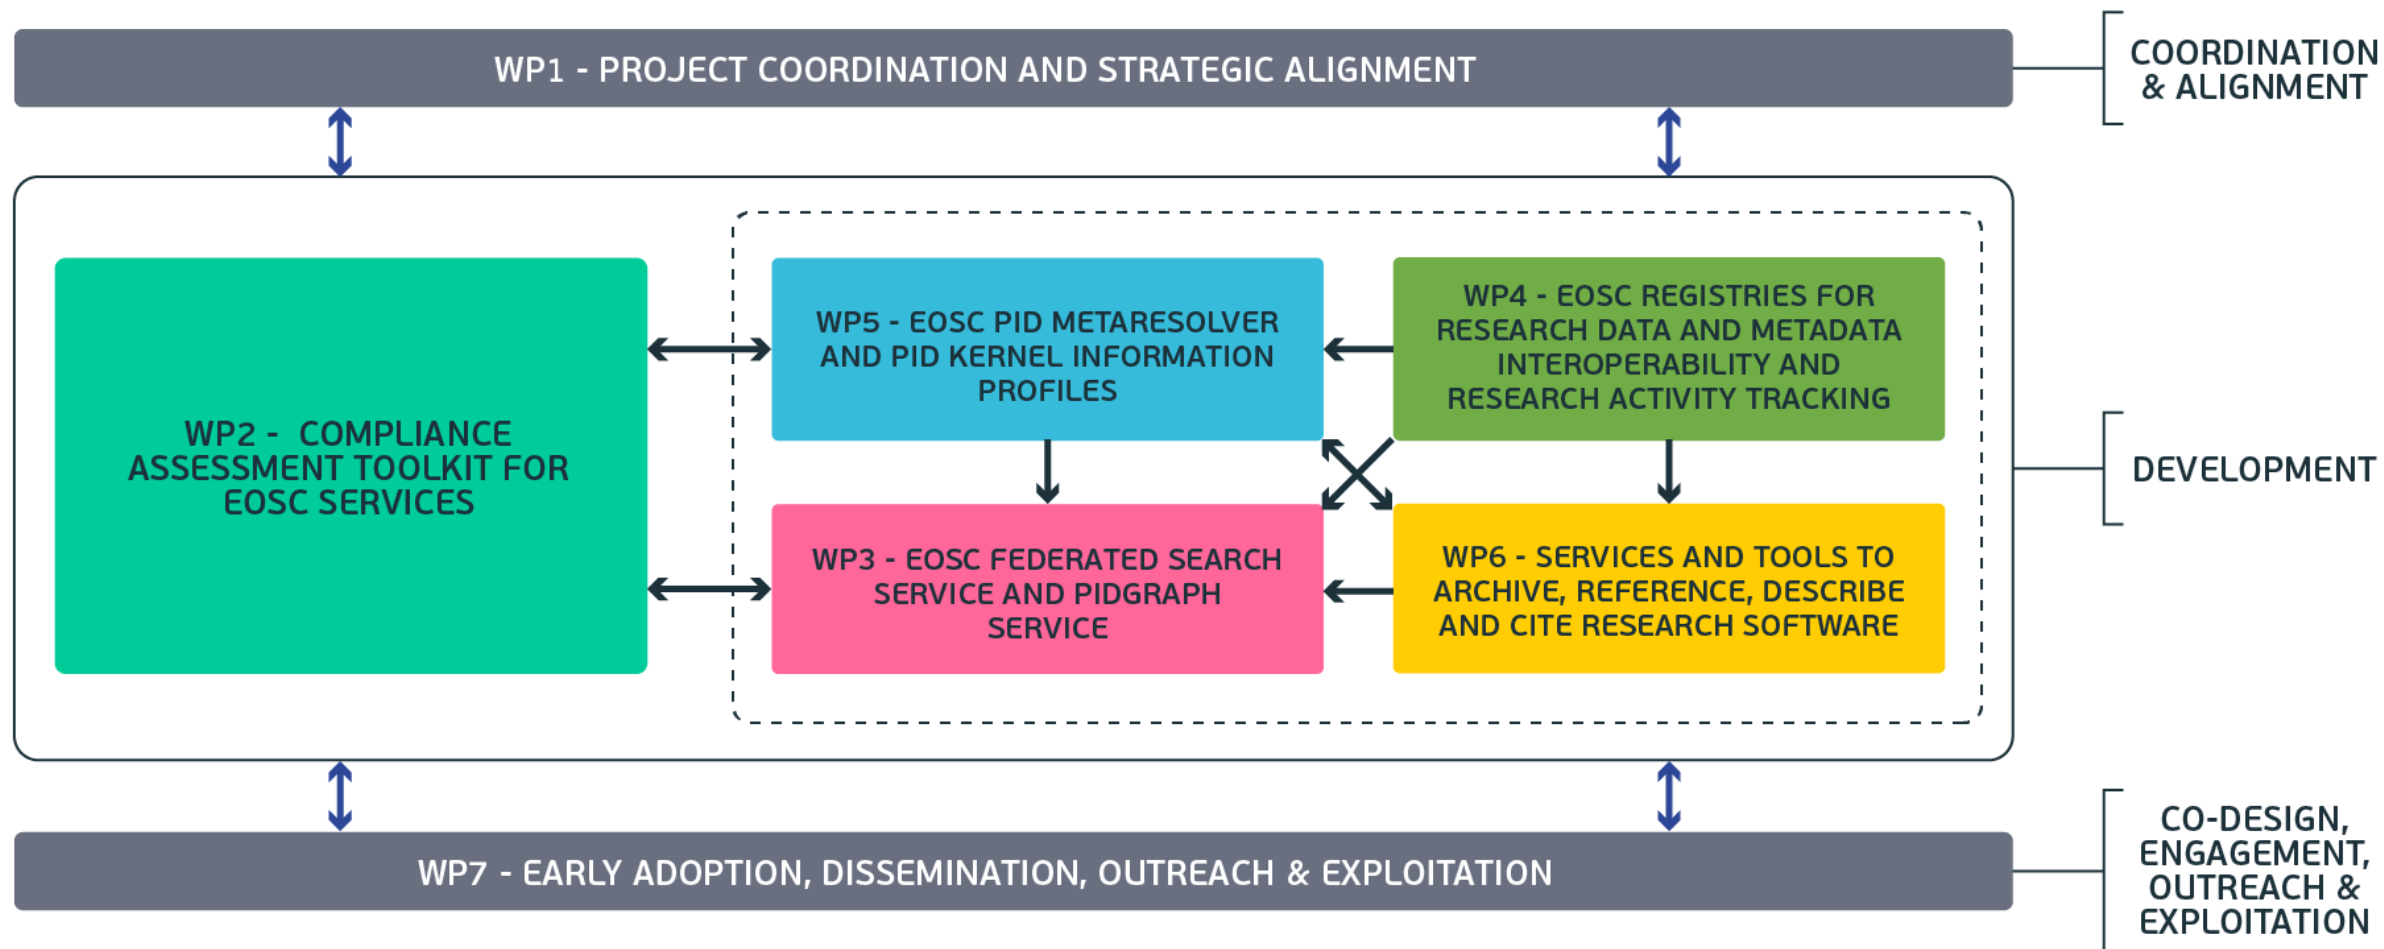 WP1 - PROJECT COORDINATION AND STRATEGIC ALIGNMENT
COORDINATION
& ALIGNMENT
WP2 - COMPLIANCE
ASSESSMENT TOOLKIT FOR
EOSC SERVICES
WP5 - EOSC PID METARESOLVER
AND PID KERNEL INFORMATION
PROFILES
WP4 - EOSC REGISTRIES FOR
RESEARCH DATA AND METADATA
INTEROPERABILITY AND
RESEARCH ACTIVITY TRACKING
WP3 - EOSC FEDERATED SEARCH
SERVICE AND PIDGRAPH
SERVICE
WP6 - SERVICES AND TOOLS TO
ARCHIVE, REFERENCE, DESCRIBE
AND CITE RESEARCH SOFTWARE
DEVELOPMENT
WP7 - EARLY ADOPTION, DISSEMINATION, OUTREACH & EXPLOITATION
CO-DESIGN,
ENGAGEMENT,
OUTREACH &
EXPLOITATION